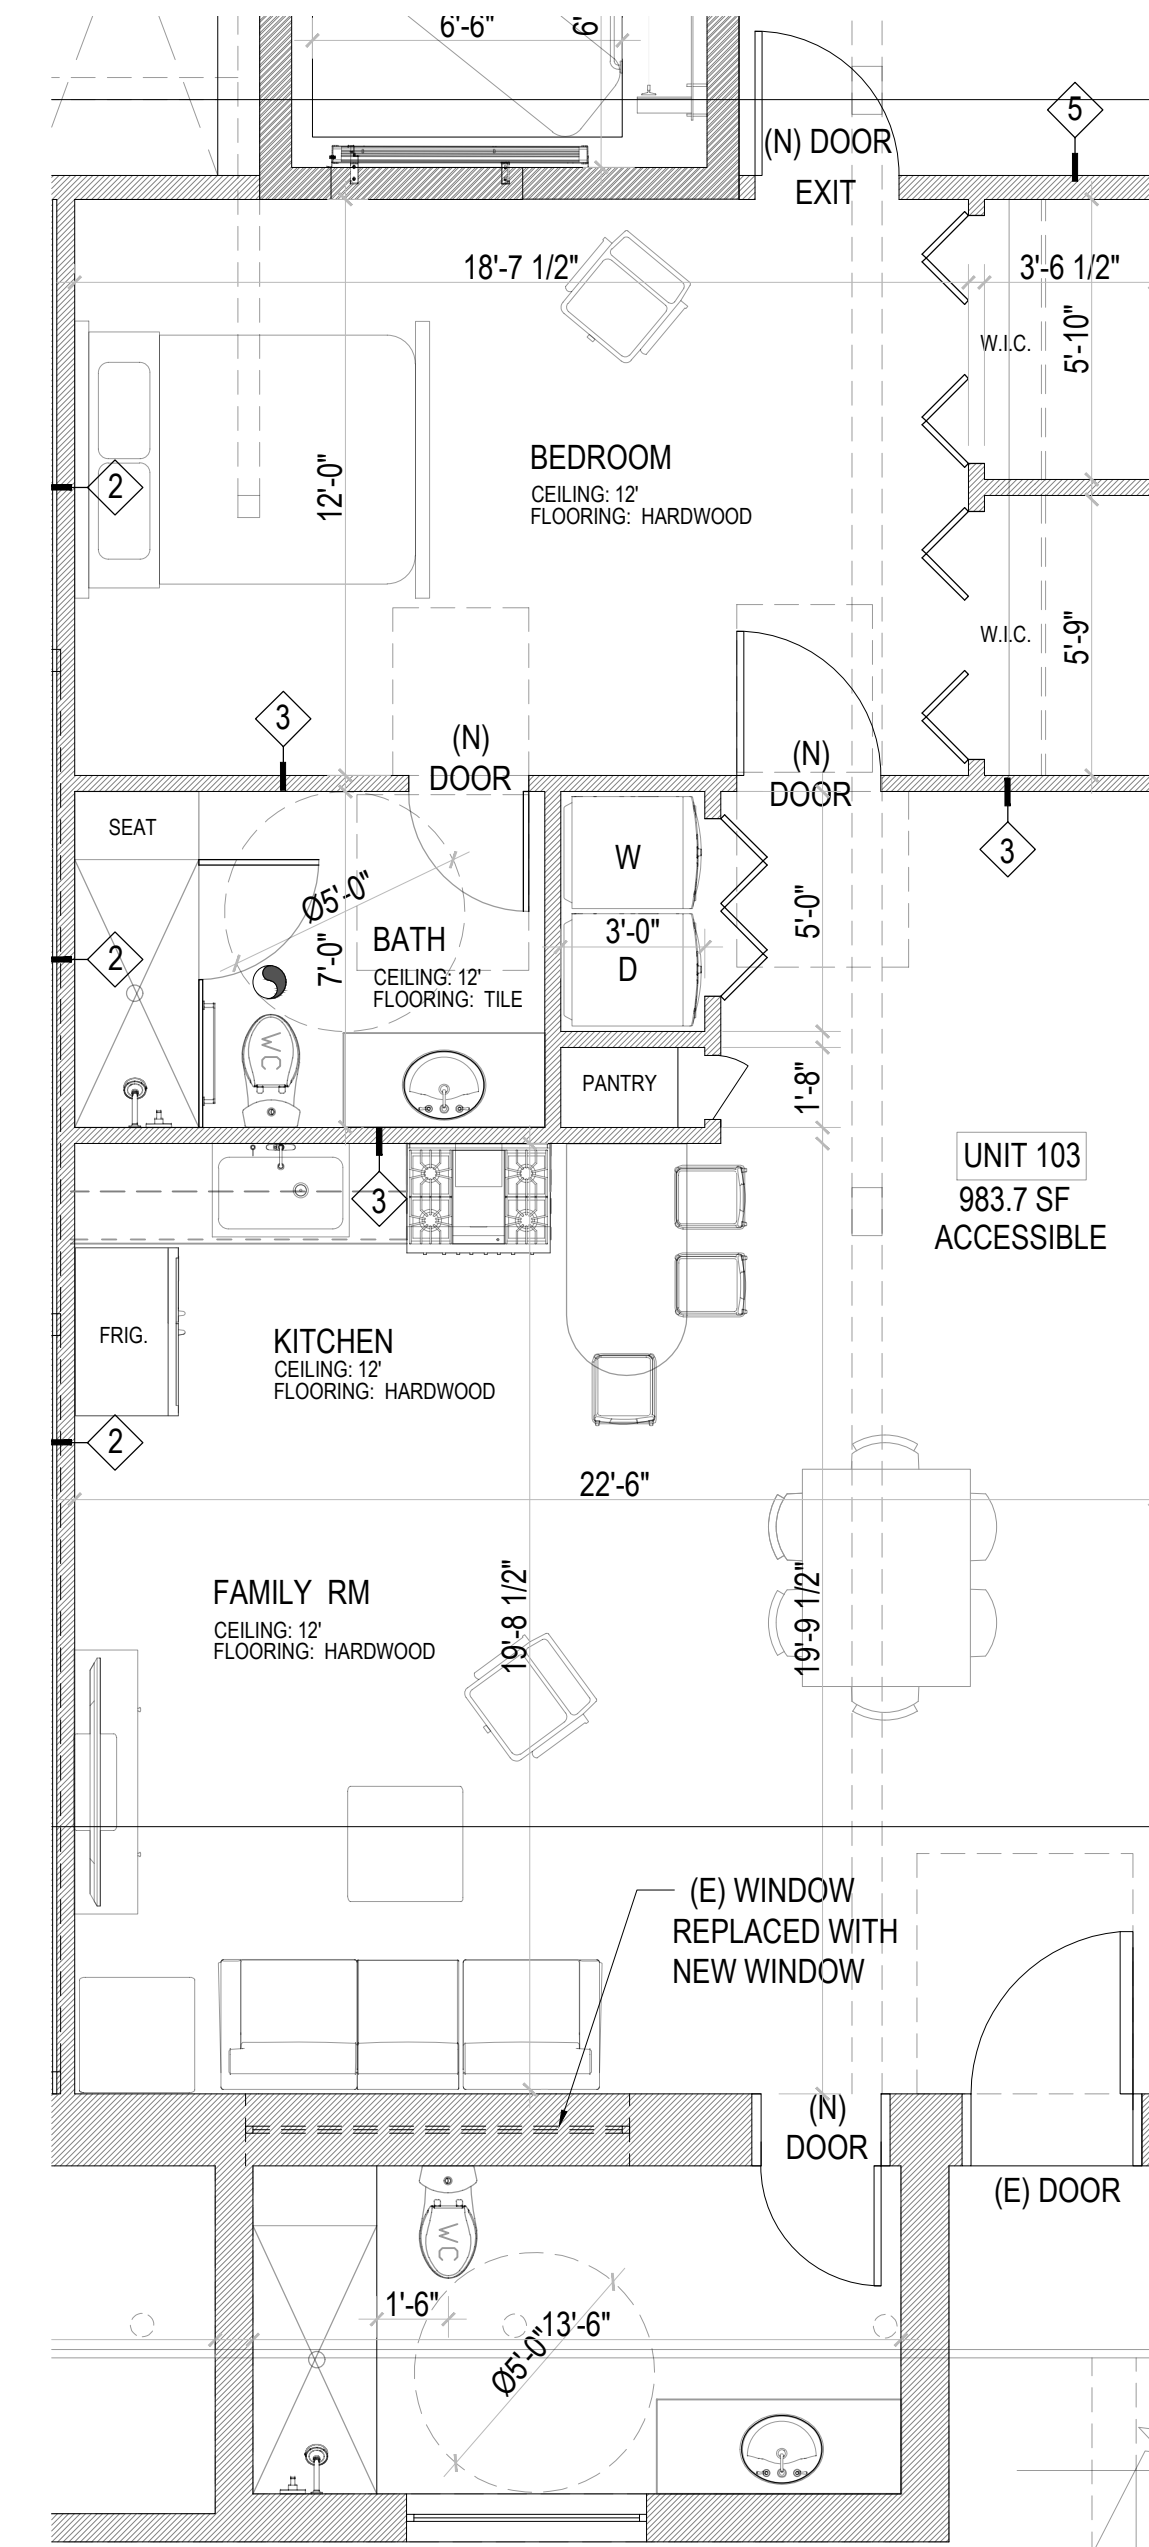 6'-6"
6'
5
(N) DOOR
EXIT
18'-7 1/2"
3'-6 1/2"
5'-10"
W.I.C.
BEDROOM
CEILING: 12'
FLOORING: HARDWOOD
12'-0"
2
W.I.C.
5'-9"
3
(N)
DOOR
(N)
DOOR
SEAT
W
3
Ø5'-0"
5'-0"
3'-0"
D
7'-0"
BATH
CEILING: 12'
FLOORING: TILE
2
WC
PANTRY
1'-8"
UNIT 103
983.7 SF
ACCESSIBLE
3
FRIG.
KITCHEN
CEILING: 12'
FLOORING: HARDWOOD
2
22'-6"
FAMILY RM
CEILING: 12'
FLOORING: HARDWOOD
19'-8 1/2"
19'-9 1/2"
(E) WINDOW
REPLACED WITH
NEW WINDOW
(N)
DOOR
(E) DOOR
WC
1'-6"
13'-6"
Ø5'-0"